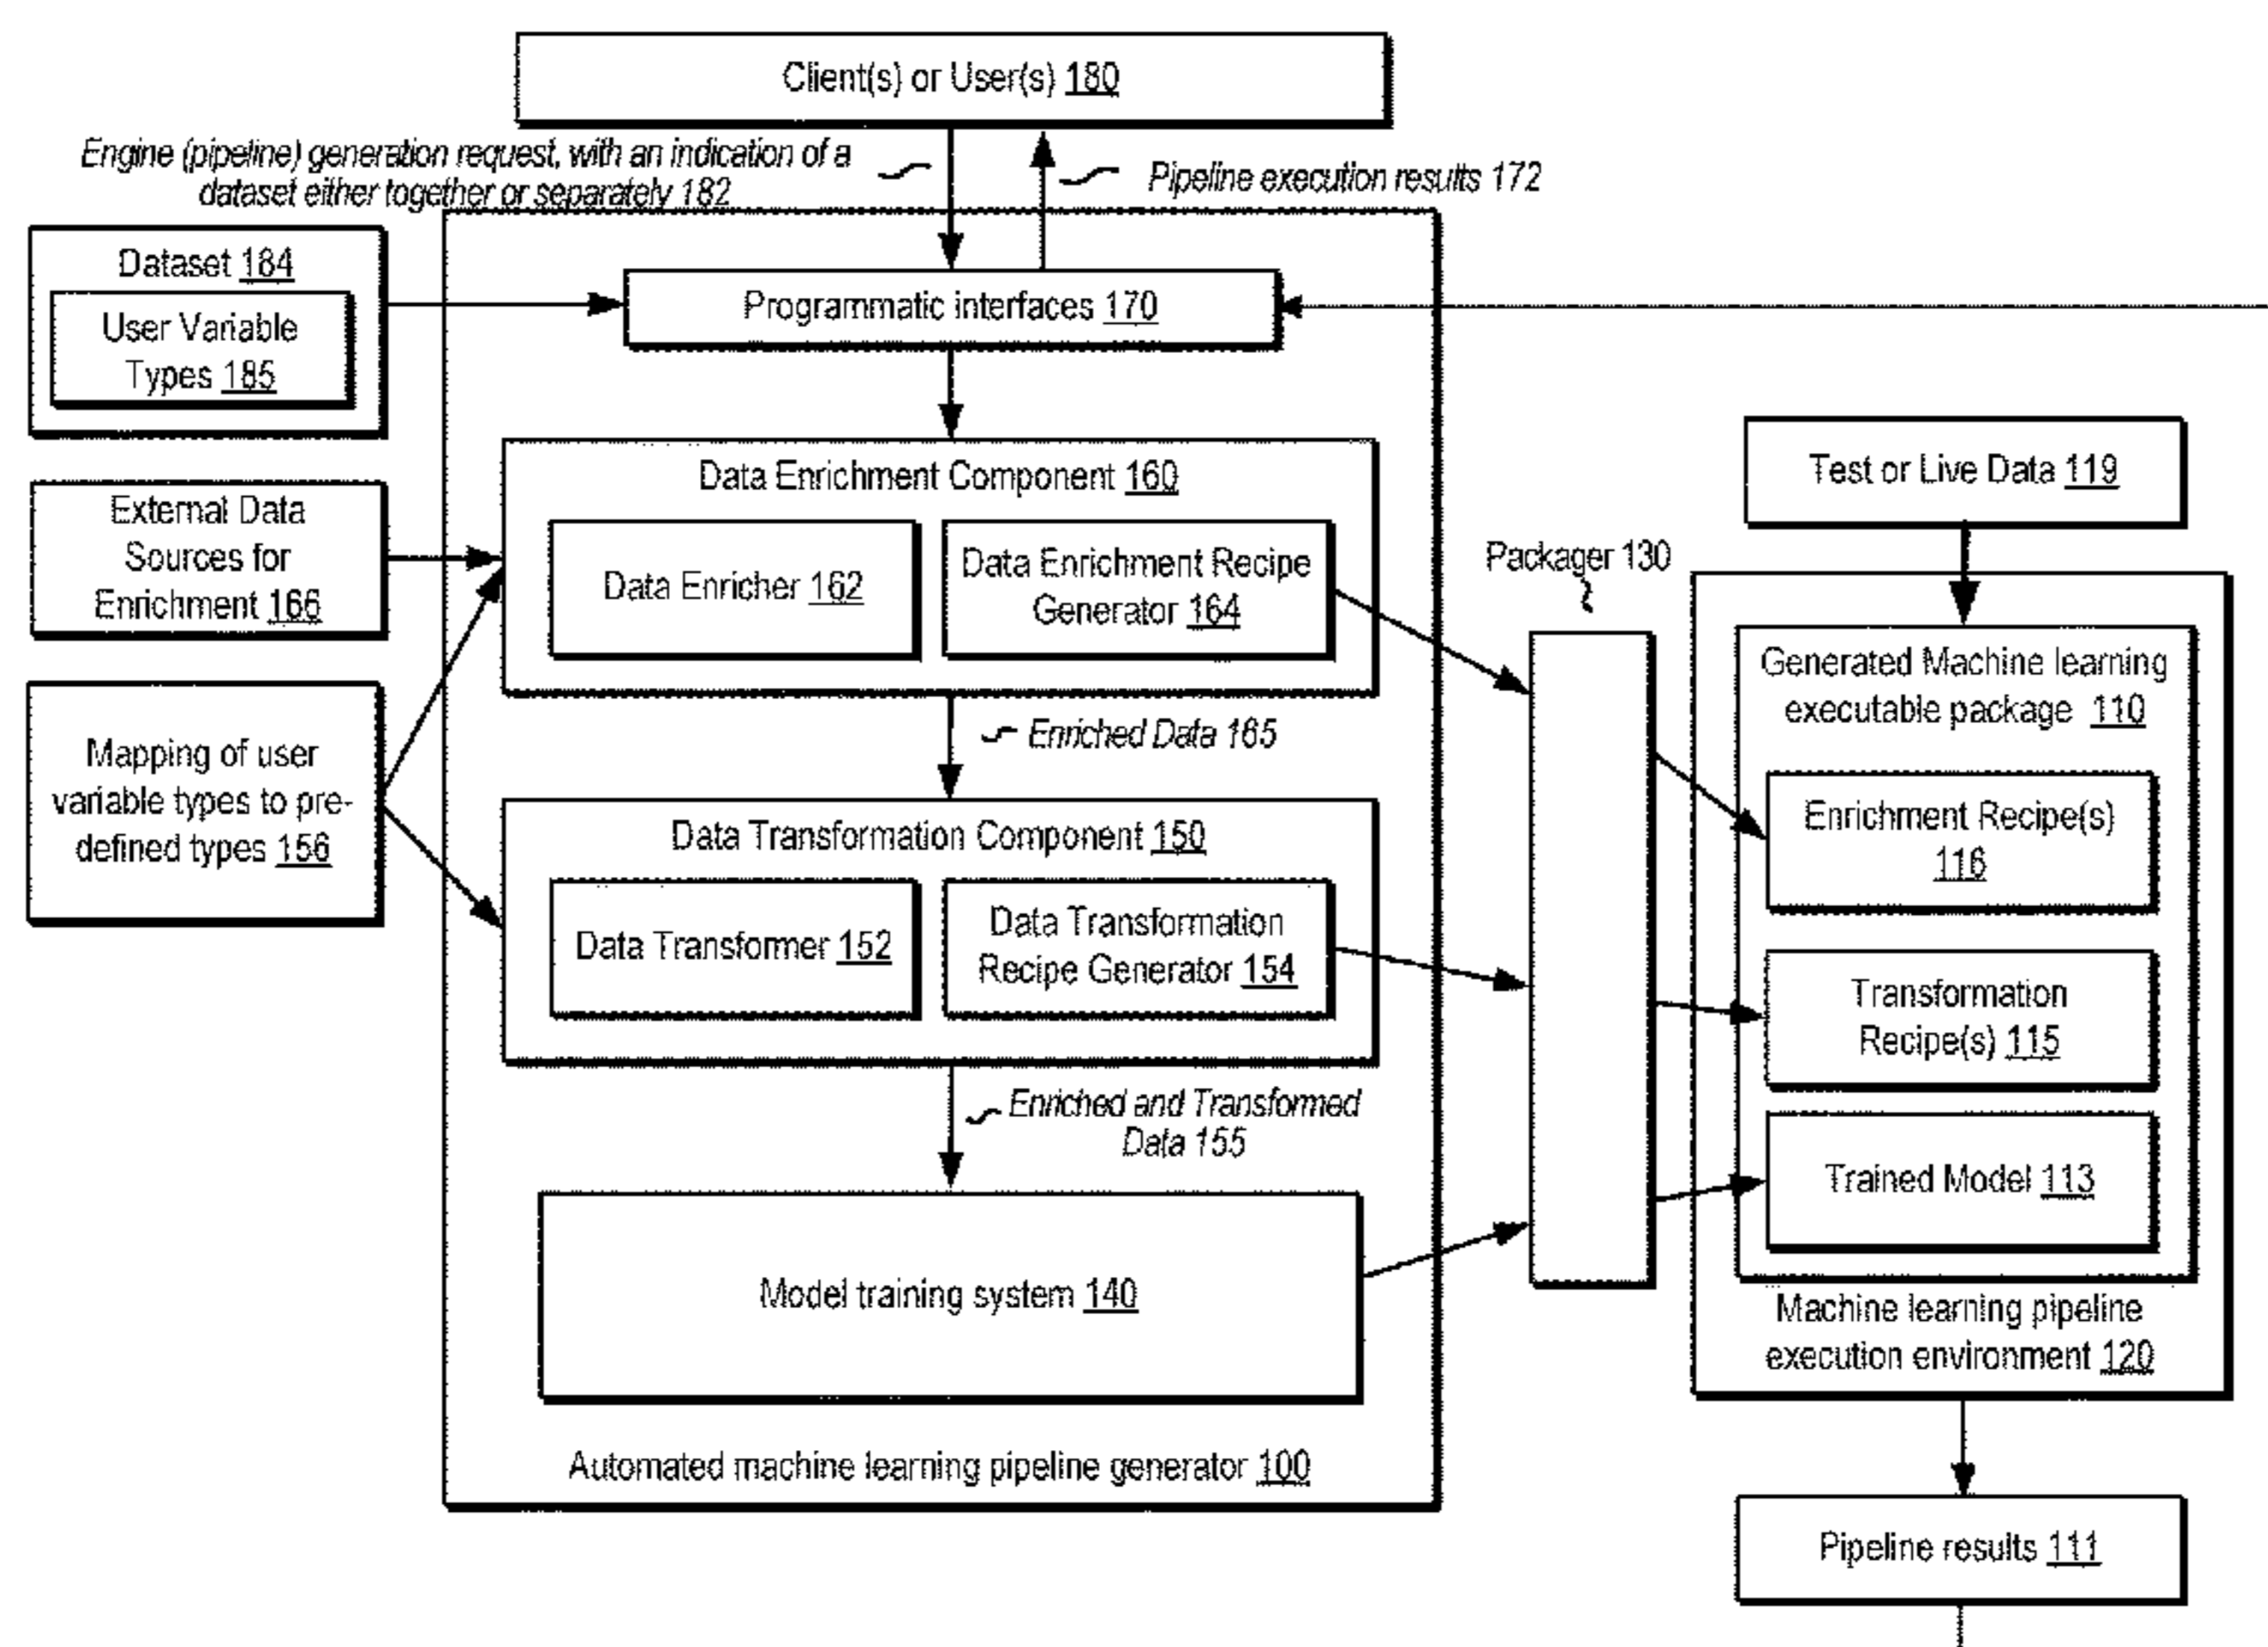 Client(s) or User(s) 180
Engine (pipeline) generation request, with an indication of a
dataset either together or separately 182
Pipeline execution results 172
Dataset 184
User Variable
Types 185
Programmatic interfaces 170
External Data
Sources for
Enrichment 166
Mapping of user
variable types to pre-
defined types 156
Data Enrichment Component 160
Data Enricher 162
Data Enrichment Recipe
Generator 164
Enriched Data 165
Data Transformation Component 150
Data Transformer 152
Data Transformation
Recipe Generator 154
Enriched and Transformed
Data 155
Model training system 140
Automated machine learning pipeline generator 100
Packager 130
Test or Live Data 119
Generated Machine learning
executable package 110
Enrichment Recipe(s)
116
Transformation
Recipe(s) 115
Trained Model 113
Machine learning pipeline
execution environment 120
Pipeline results 111